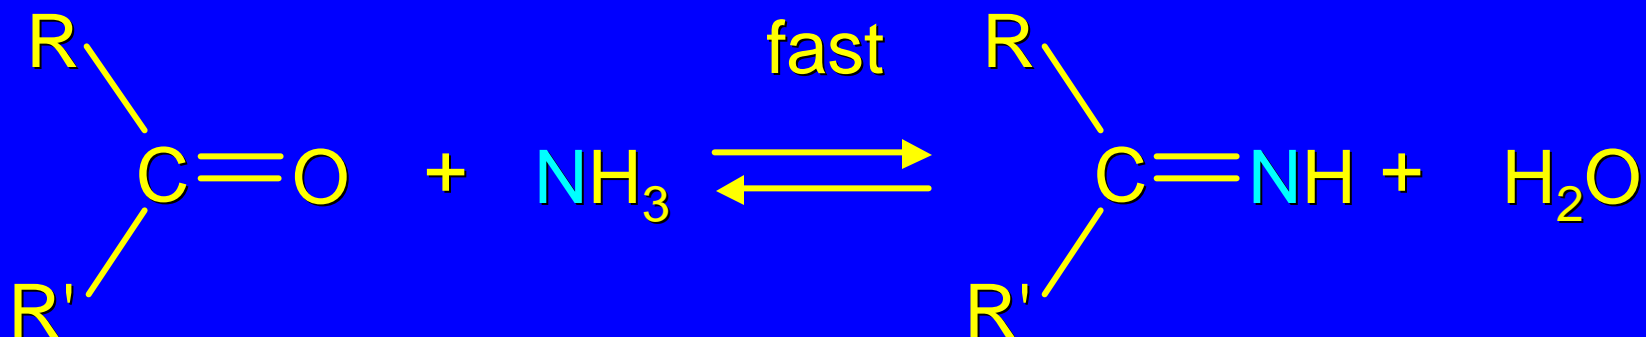 fast
R R
C=O + NH₃ ⇌ C=NH + H₂O
R' R'